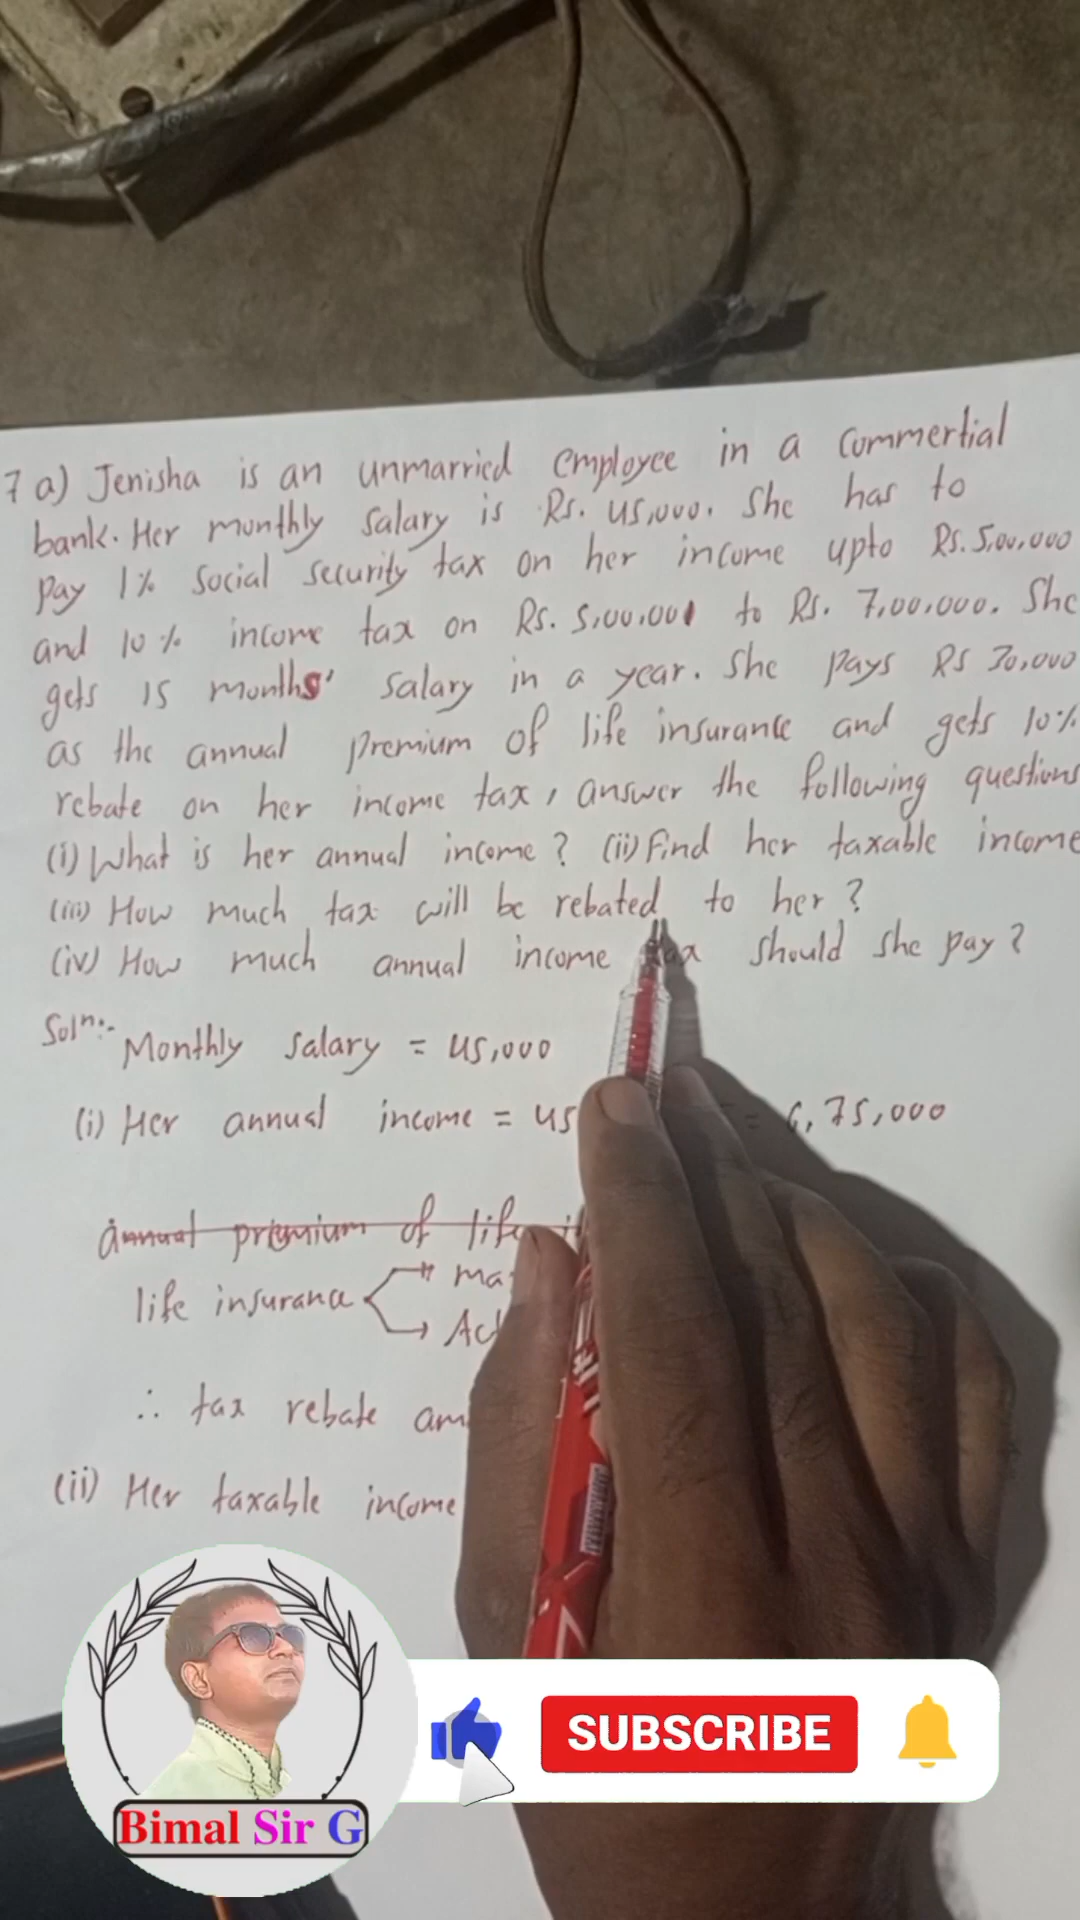 7 a) Jenisha is an unmarried employee in a commertial
bank. Her monthly salary is Rs. 45,000. She has to
pay 1% social security tax on her income upto Rs. 5,00,000
and 10% income tax on Rs. 5,00,001 to Rs. 7,00,000. She
gets 15 months' salary in a year. She pays Rs 30,000
as the annual premium of life insurance and gets 10%
rebate on her income tax, answer the following questions
(i) What is her annual income? (ii) Find her taxable income
(iii) How much tax will be rebated to her?
(iv) How much annual income tax should she pay?
Soln:- Monthly salary = 45,000
(i) Her annual income = 45 = 6,75,000
annual premium of life
life insurance
∴ tax rebate
(ii) Her taxable income
SUBSCRIBE
Bimal Sir G